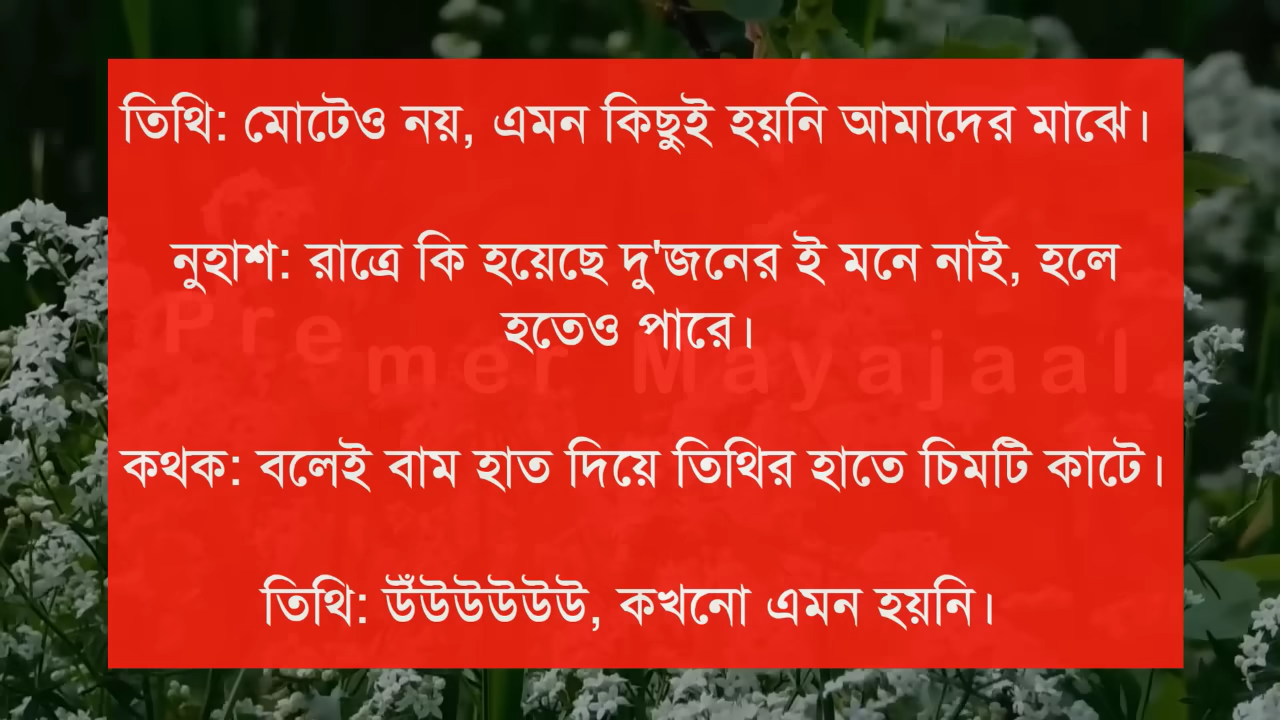 তিথি: মোটেও নয়, এমন কিছুই হয়নি আমাদের মাঝে।
নুহাশ: রাত্রে কি হয়েছে দু'জনের ই মনে নাই, হলে
হতেও পারে।
Premer Mayajaal
কথক: বলেই বাম হাত দিয়ে তিথির হাতে চিমটি কাটে।
তিথি: উঁউউউউউ, কখনো এমন হয়নি।